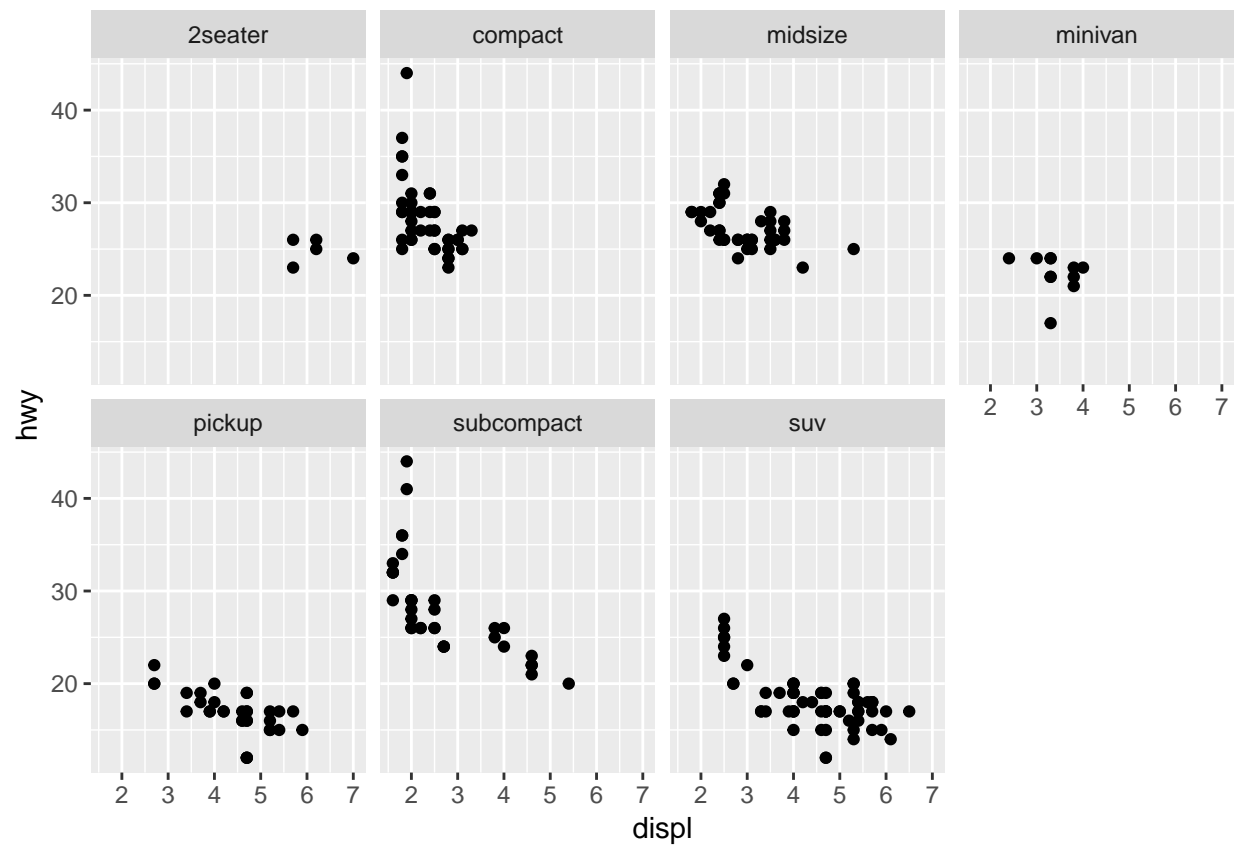 2seater compact midsize minivan
40
30
20
hwy
2 3 4 5 6 7
pickup subcompact suv
40
30
20
2 3 4 5 6 7 2 3 4 5 6 7 2 3 4 5 6 7
displ